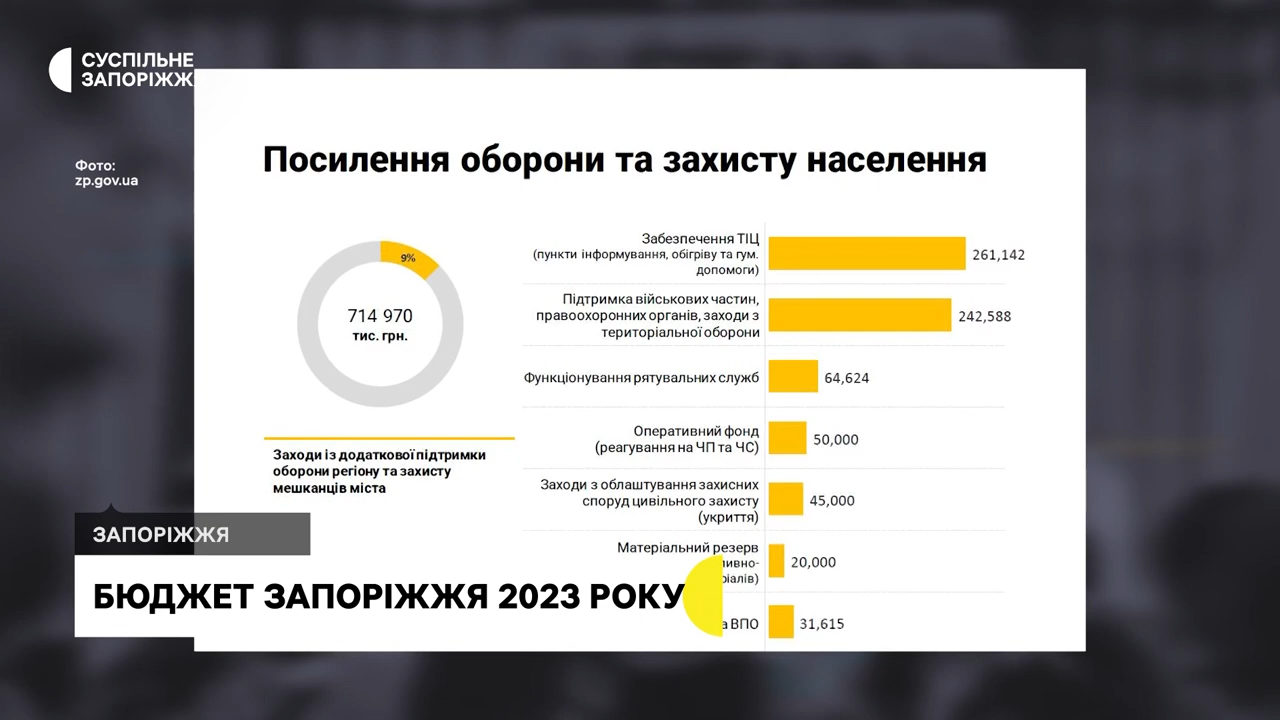 СУСПІЛЬНЕ
ЗАПОРІЖЖ
Фото:
zp.gov.ua
Посилення оборони та захисту населення
9%
714 970
тис. грн.
Заходи із додаткової підтримки
оборони регіону та захисту
мешканців міста
Забезпечення ТІЦ
(пункти інформування, обігріву та гум.
допомоги)
261,142
Підтримка військових частин,
правоохоронних органів, заходи з
територіальної оборони
242,588
Функціонування рятувальних служб
64,624
Оперативний фонд
(реагування на ЧП та ЧС)
50,000
Заходи з облаштування захисних
споруд цивільного захисту
(укриття)
45,000
Матеріальний резерв
20,000
ВПО
31,615
ЗАПОРІЖЖЯ
БЮДЖЕТ ЗАПОРІЖЖЯ 2023 РОКУ